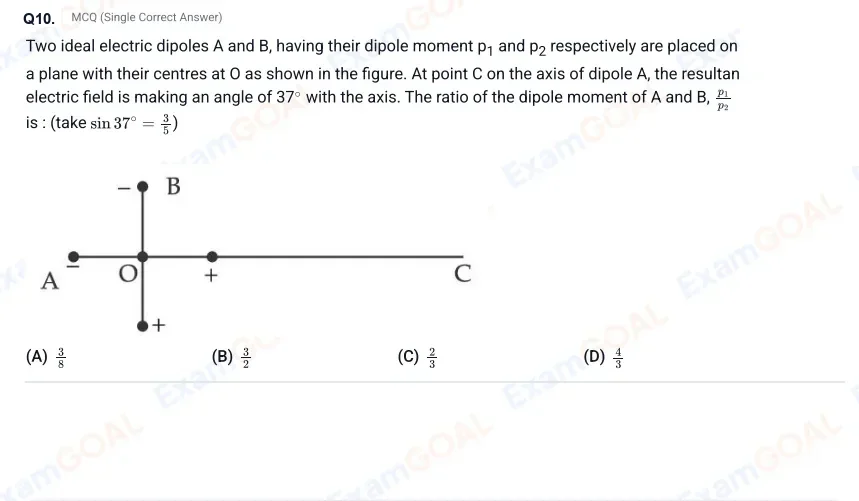 Q10. MCQ (Single Correct Answer)
Two ideal electric dipoles A and B, having their dipole moment p₁ and p₂ respectively are placed on
a plane with their centres at O as shown in the figure. At point C on the axis of dipole A, the resultan
electric field is making an angle of 37° with the axis. The ratio of the dipole moment of A and B, p₁/p₂
is : (take sin 37° = 3/5)
− B
A − O + C
+
(A) 3/8 (B) 3/2 (C) 2/3 (D) 4/3
ExamGOAL